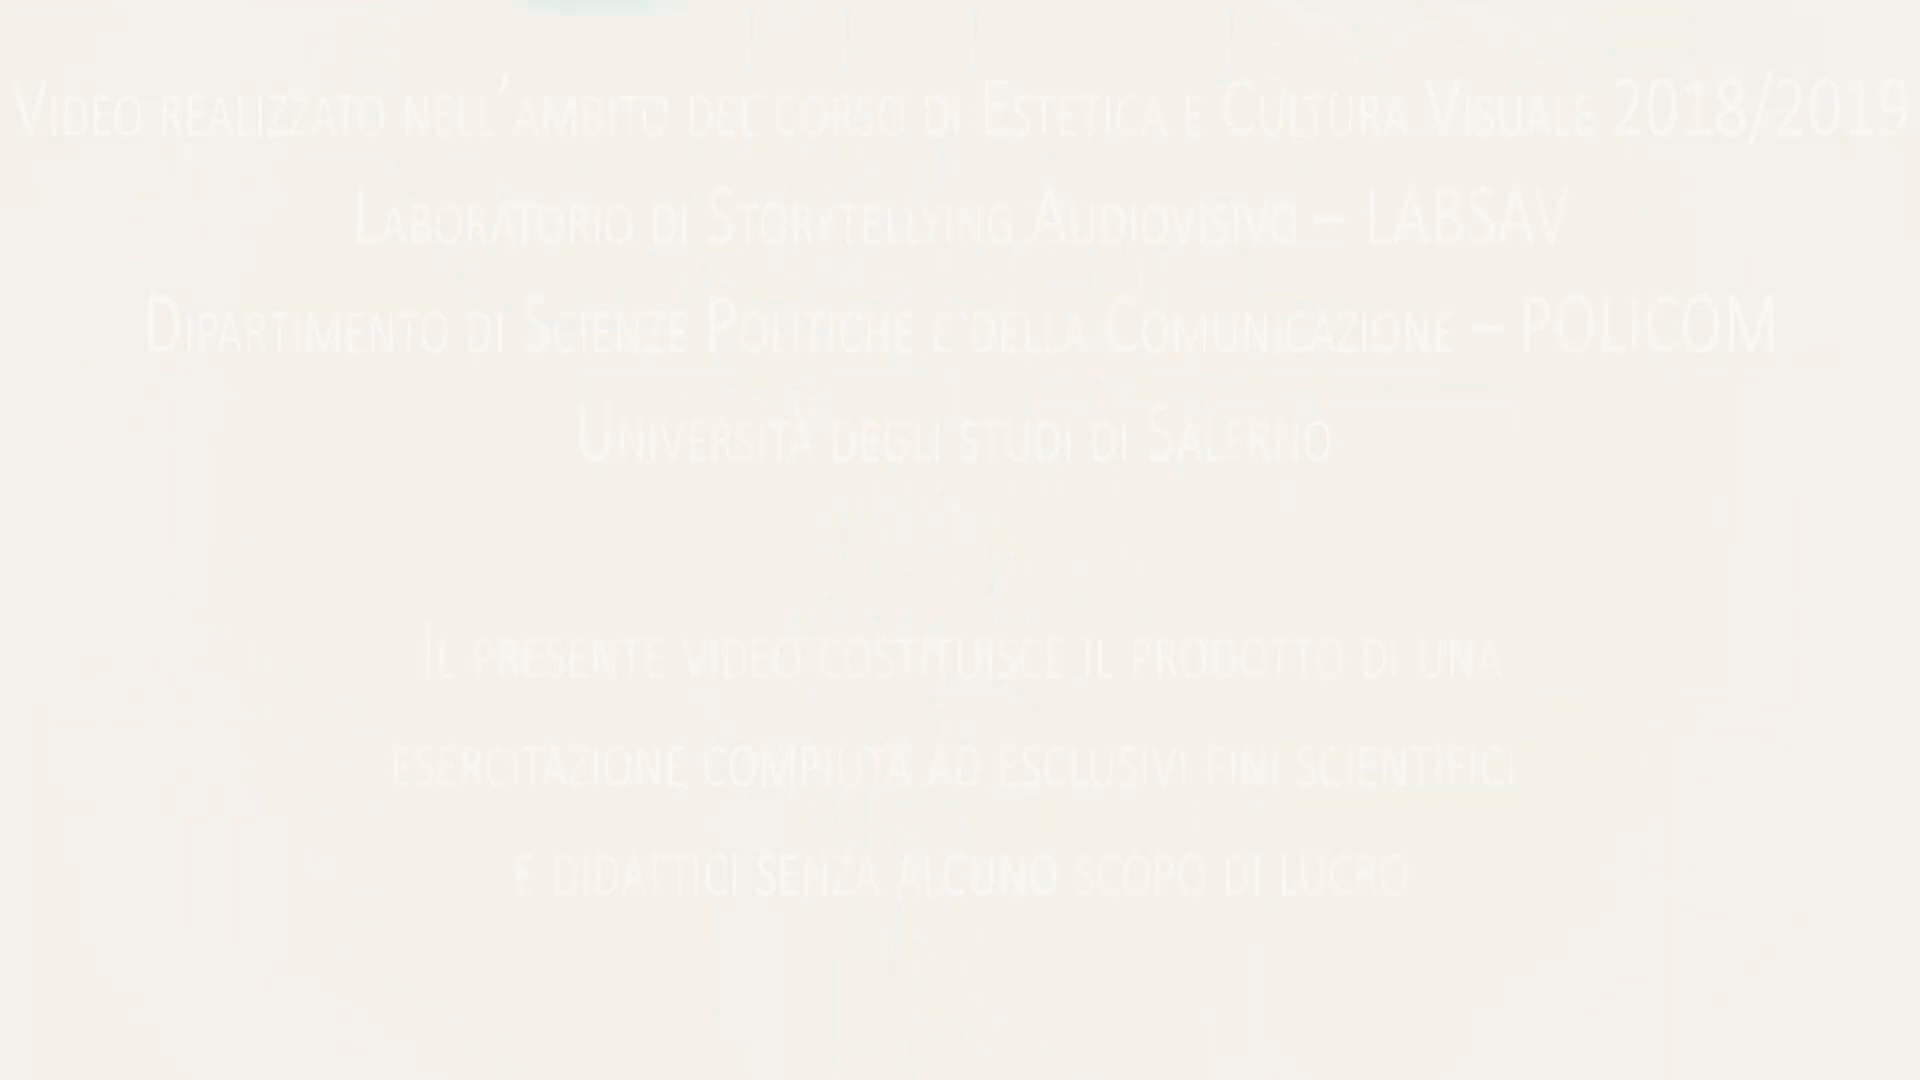 Video realizzato nell'ambito del corso di Estetica e Cultura Visuale 2018/2019
Laboratorio di Storytellying Audiovisivo – LABSAV
Dipartimento di Scienze Politiche e della Comunicazione – POLICOM
Università degli studi di Salerno
Il presente video costituisce il prodotto di una
esercitazione compiuta ad esclusivi fini scientifici
e didattici senza alcuno scopo di lucro